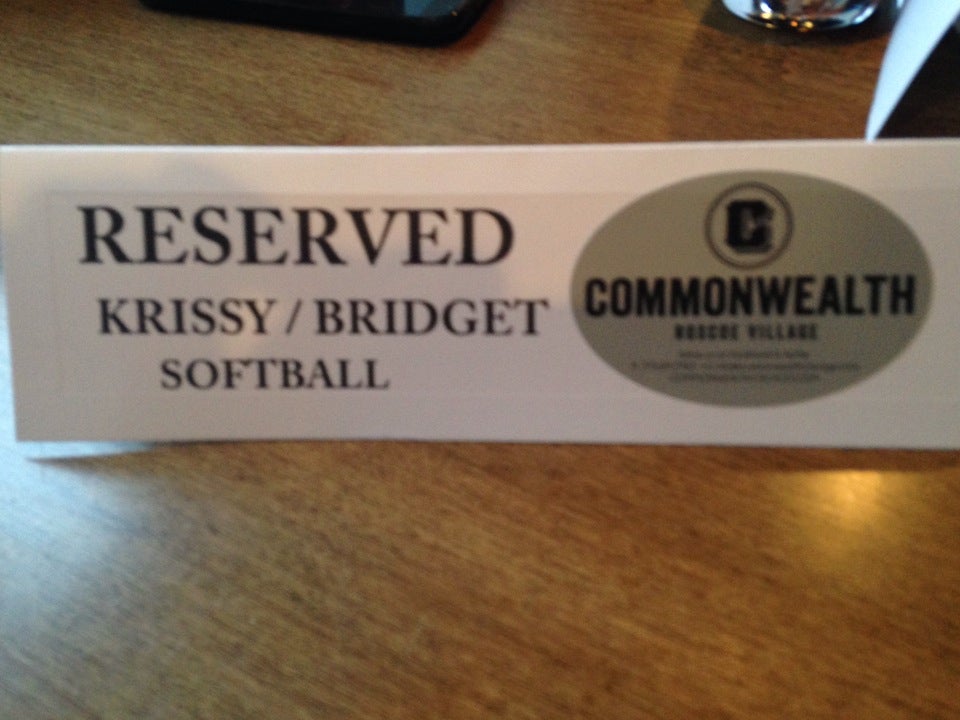 RESERVED
KRISSY / BRIDGET
SOFTBALL
C
COMMONWEALTH
ROSCOE VILLAGE